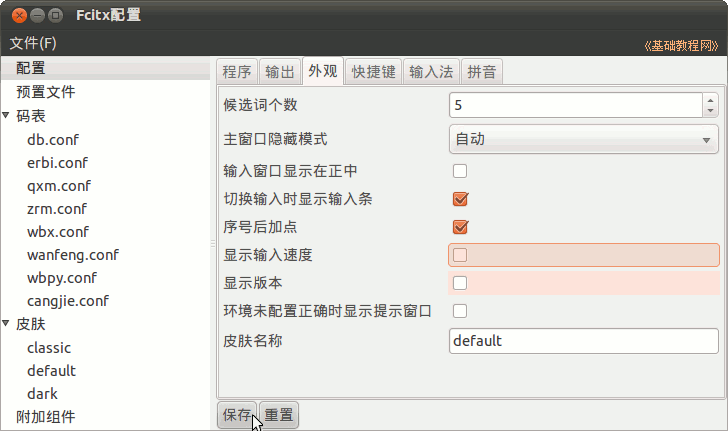 Fcitx配置
文件(F)
《基础教程网》
配置
预置文件
码表
db.conf
erbi.conf
qxm.conf
zrm.conf
wbx.conf
wanfeng.conf
wbpy.conf
cangjie.conf
皮肤
classic
default
dark
附加组件
程序 输出 外观 快捷键 输入法 拼音
候选词个数 5
主窗口隐藏模式 自动
输入窗口显示在正中
切换输入时显示输入条
序号后加点
显示输入速度
显示版本
环境未配置正确时显示提示窗口
皮肤名称 default
保存 重置